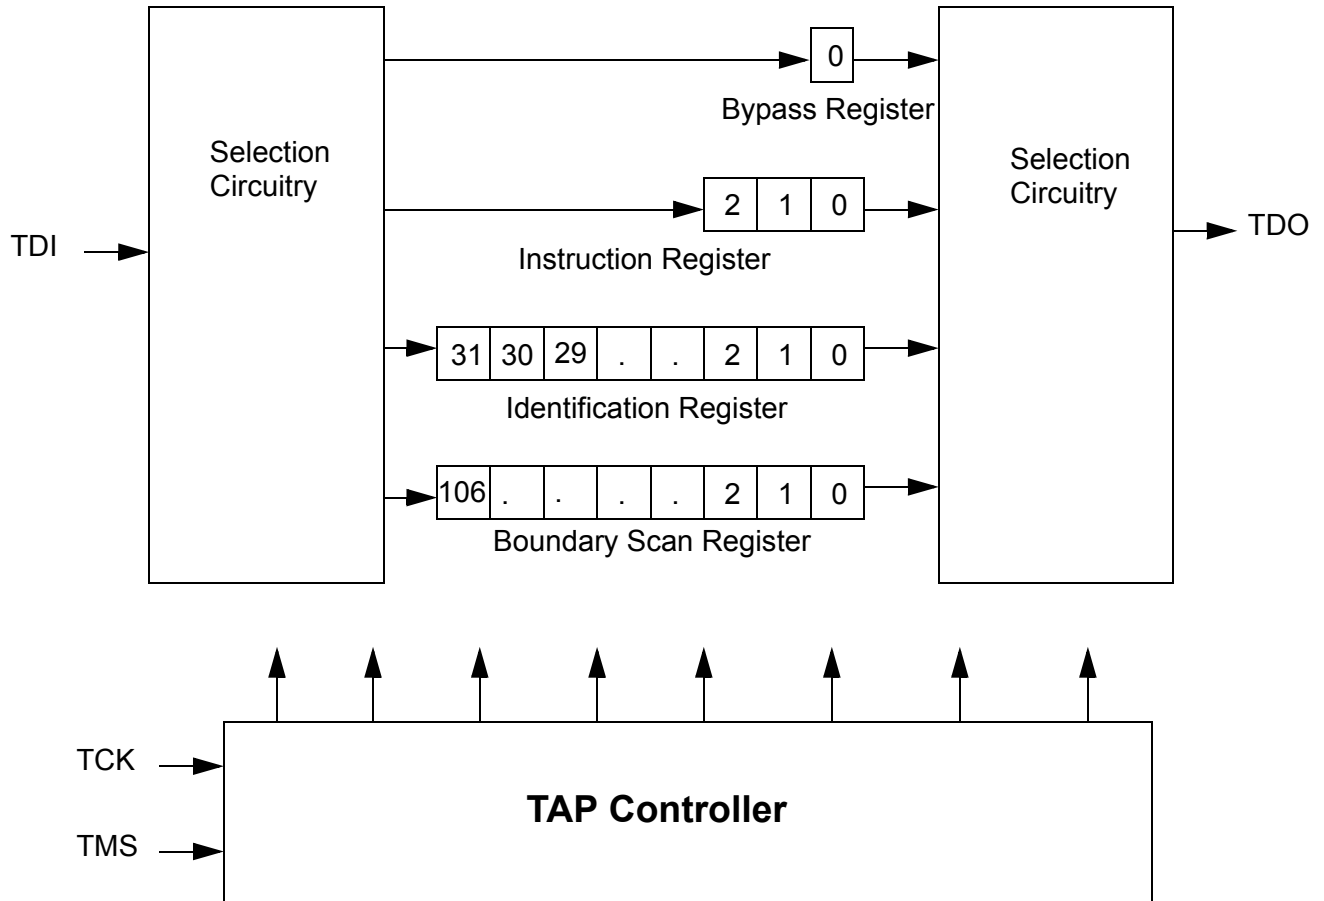 0
Bypass Register
Selection
Circuitry
Selection
Circuitry
2 1 0
TDI
TDO
Instruction Register
31 30 29 . . 2 1 0
Identification Register
106 . . . . 2 1 0
Boundary Scan Register
TCK
TAP Controller
TMS